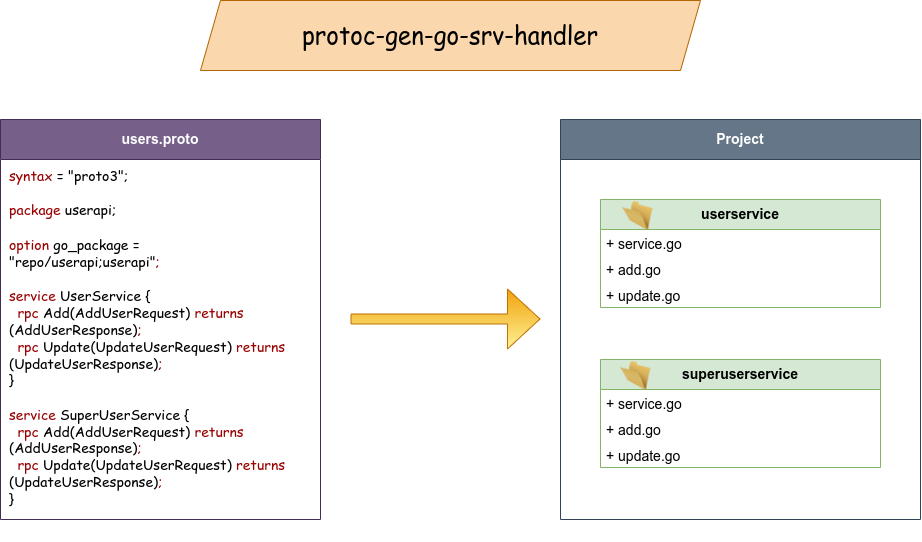 protoc-gen-go-srv-handler
users.proto
syntax = "proto3";
package userapi;
option go_package =
"repo/userapi;userapi";
service UserService {
rpc Add(AddUserRequest) returns
(AddUserResponse);
rpc Update(UpdateUserRequest) returns
(UpdateUserResponse);
}
service SuperUserService {
rpc Add(AddUserRequest) returns
(AddUserResponse);
rpc Update(UpdateUserRequest) returns
(UpdateUserResponse);
}
Project
userservice
+ service.go
+ add.go
+ update.go
superuserservice
+ service.go
+ add.go
+ update.go